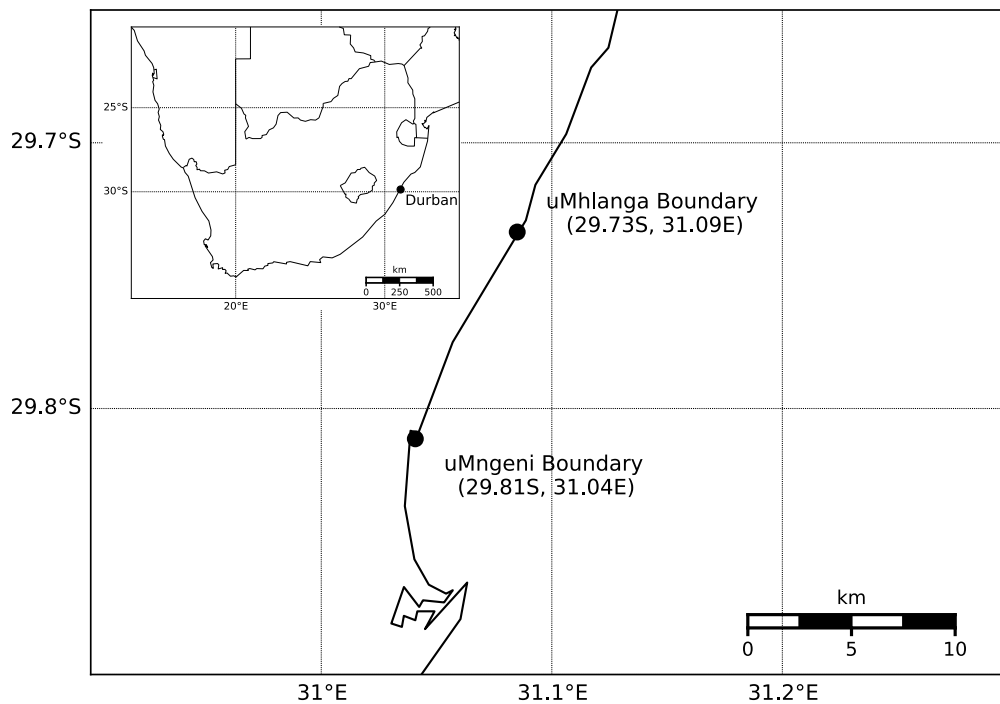 25°S
30°S
Durban
km
0 250 500
20°E 30°E
29.7°S
uMhlanga Boundary
(29.73S, 31.09E)
29.8°S
uMngeni Boundary
(29.81S, 31.04E)
km
0 5 10
31°E 31.1°E 31.2°E